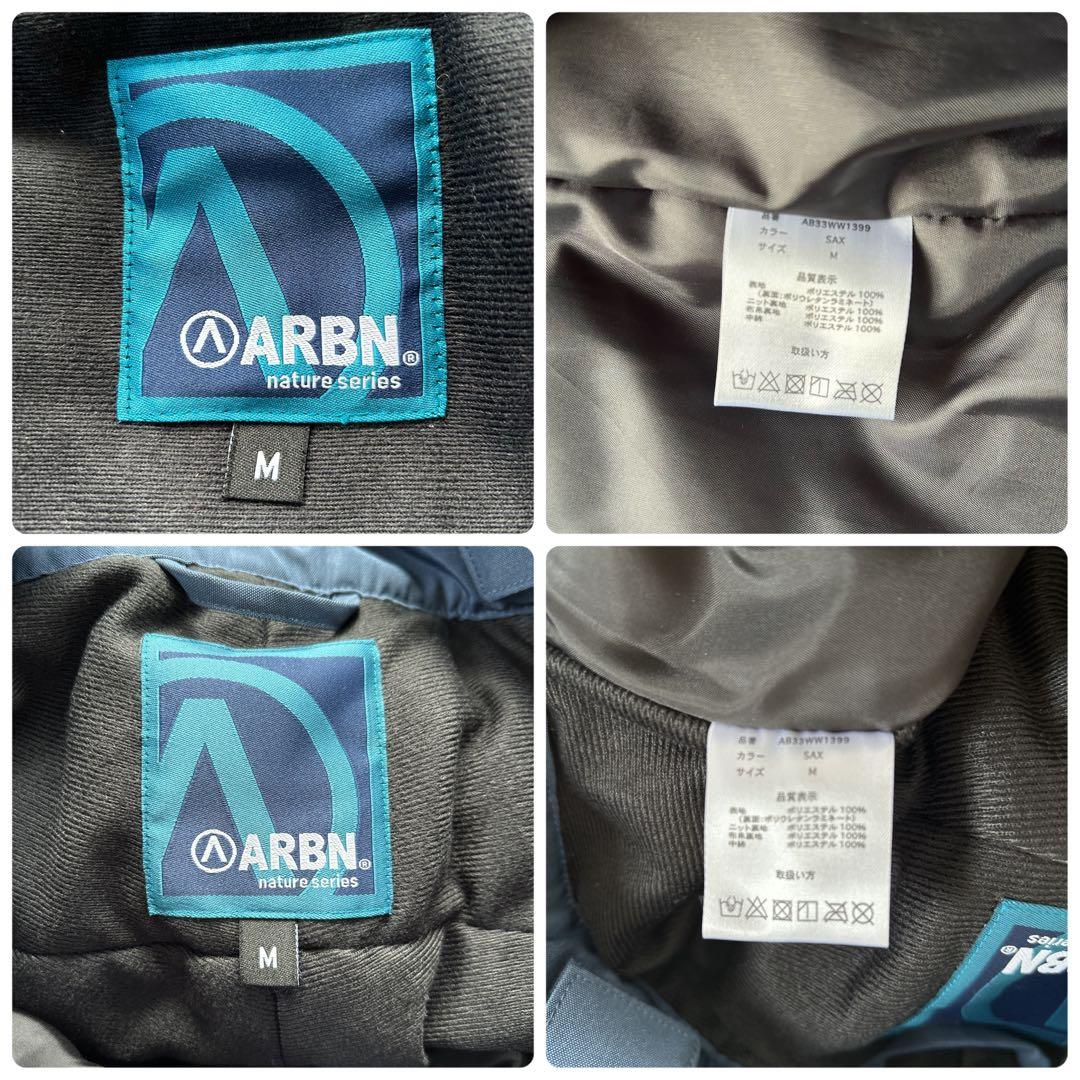 ARBN®
nature series
M
品番 AB33WW1399
カラー SAX
サイズ M
品質表示
表地 ポリエステル 100%
(裏面:ポリウレタンラミネート)
ニット裏地 ポリエステル 100%
布帛裏地 ポリエステル 100%
中綿 ポリエステル 100%
取扱い方
ARBN®
nature series
M
品番 AB33WW1399
カラー SAX
サイズ M
品質表示
表地 ポリエステル 100%
(裏面:ポリウレタンラミネート)
ニット裏地 ポリエステル 100%
布帛裏地 ポリエステル 100%
中綿 ポリエステル 100%
取扱い方
BN®
eries